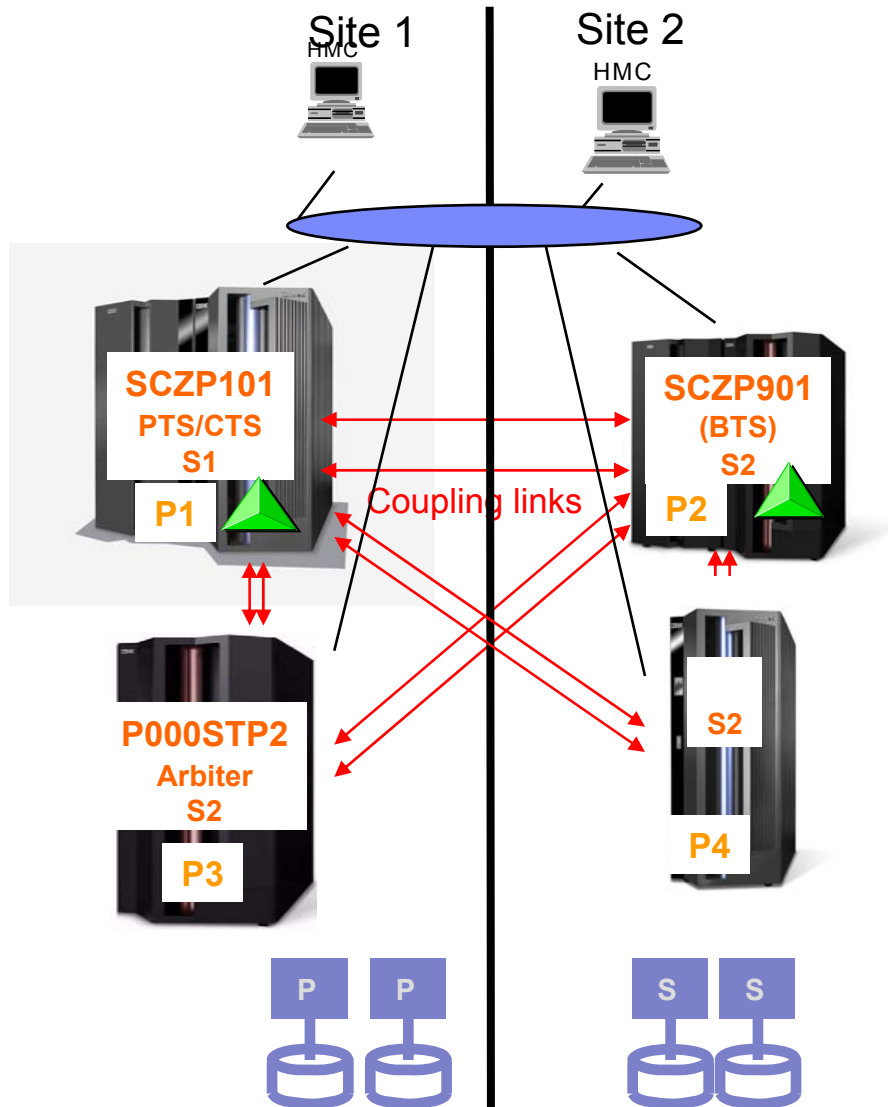 Site 1
Site 2
HMC
HMC
SCZP101
PTS/CTS
S1
P1
SCZP901
(BTS)
S2
P2
Coupling links
P000STP2
Arbiter
S2
P3
S2
P4
P
P
S
S